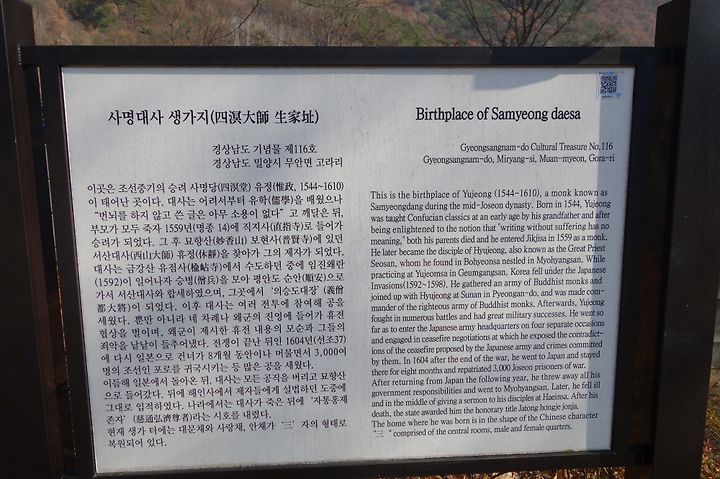 사명대사 생가지(四溟大師 生家址)
경상남도 기념물 제116호
경상남도 밀양시 무안면 고라리
이곳은 조선중기의 승려 사명당(四溟堂) 유정(惟政, 1544~1610)
이 태어난 곳이다. 대사는 어려서부터 유학(儒學)을 배웠으나
"번뇌를 하지 않고 쓴 글은 아무 소용이 없다" 고 깨달은 뒤,
부모가 모두 죽자 1559년(명종 14)에 직지사(直指寺)로 들어가
승려가 되었다. 그 후 묘향산(妙香山) 보현사(普賢寺)에 있던
서산대사(西山大師) 휴정(休靜)을 찾아가 그의 제자가 되었다.
대사는 금강산 유점사(楡岾寺)에서 수도하던 중에 임진왜란
(1592)이 일어나자 승병(僧兵)을 모아 평안도 순안(順安)으로
가서 서산대사와 합세하였으며, 그곳에서 '의승도대장'(義僧
都大將)이 되었다. 이후 대사는 여러 전투에 참여해 공을
세웠다. 뿐만 아니라 네 차례나 왜군의 진영에 들어가 휴전
협상을 벌이며, 왜군이 제시한 휴전 내용의 모순과 그들의
죄악을 낱낱이 들추어냈다. 전쟁이 끝난 뒤인 1604년(선조37)
에 다시 일본으로 건너가 8개월 동안이나 머물면서 3,000여
명의 조선인 포로를 귀국시키는 등 많은 공을 세웠다.
이듬해 일본에서 돌아온 뒤, 대사는 모든 공직을 버리고 묘향산
으로 들어갔다. 뒤에 해인사에서 제자들에게 설법하던 도중에
그대로 입적하였다. 나라에서는 대사가 죽은 뒤에 '자통홍제
존자' (慈通弘濟尊者)라는 시호를 내렸다.
현재 생가 터에는 대문채와 사랑채, 안채가 '三' 자의 형태로
복원되어 있다.
Birthplace of Samyeong daesa
Gyeongsangnam-do Cultural Treasure No.116
Gyeongsangnam-do, Miryang-si, Muan-myeon, Gora-ri
This is the birthplace of Yujeong (1544~1610), a monk known as
Samyeongdang during the mid-Joseon dynasty. Born in 1544, Yujeong
was taught Confucian classics at an early age by his grandfather and after
being enlightened to the notion that "writing without suffering has no
meaning," both his parents died and he entered Jikjisa in 1559 as a monk.
He later became the disciple of Hyujeong, also known as the Great Priest
Seosan, whom he found in Bohyeonsa nestled in Myohyangsan. While
practicing at Yujeomsa in Geumgangsan, Korea fell under the Japanese
Invasions(1592~1598). He gathered an army of Buddhist monks and
joined up with Hyujeong at Sunan in Pyeongan-do, and was made com-
mander of the righteous army of Buddhist monks. Afterwards, Yujeong
fought in numerous battles and had great military successes. He went so
far as to enter the Japanese army headquarters on four separate occasions
and engaged in ceasefire negotiations at which he exposed the contradict-
ions of the ceasefire proposed by the Japanese army and crimes committed
by them. In 1604 after the end of the war, he went to Japan and stayed
there for eight months and repatriated 3,000 Joseon prisoners of war.
After returning from Japan the following year, he threw away all his
government responsibilities and went to Myohyangsan. Later, he fell ill
and in the middle of giving a sermon to his disciples at Haeinsa. After his
death, the state awarded him the honorary title Jatong hongje jonja.
The home where he was born is in the shape of the Chinese character
"三" comprised of the central rooms, male and female quarters.